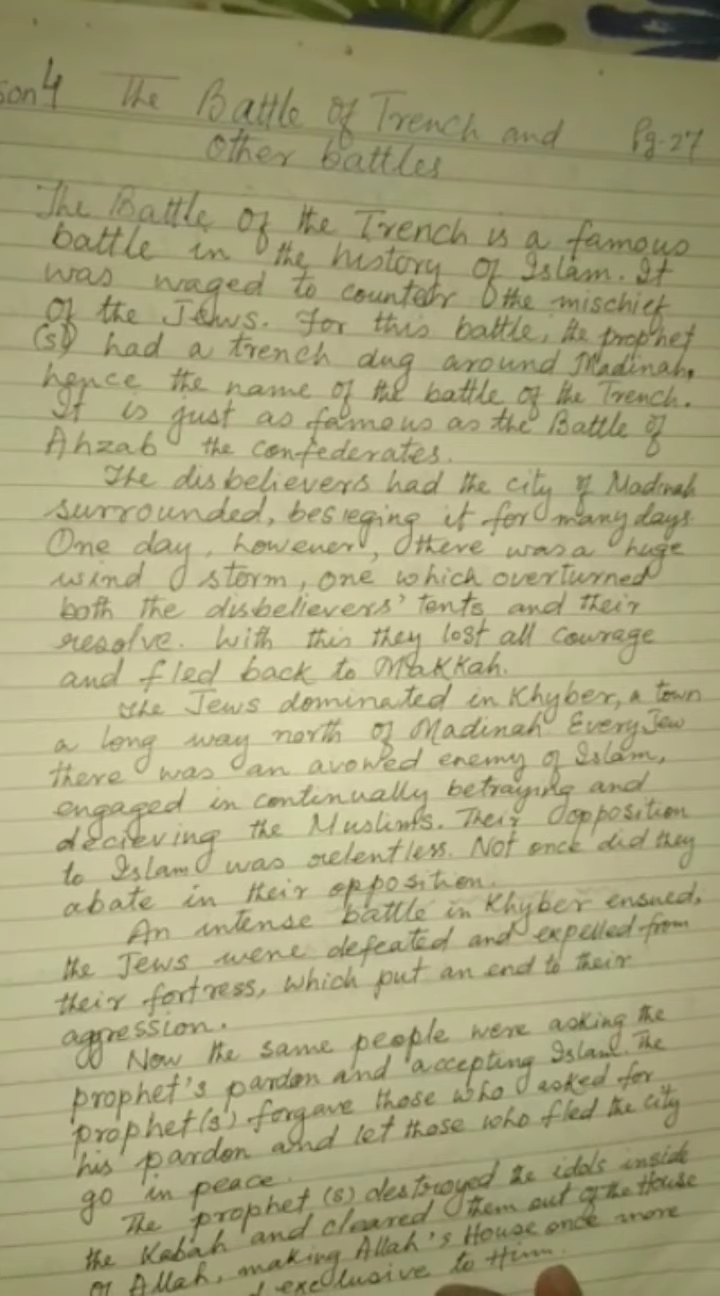 son 4 The Battle of Trench and Pg-27
Other battles
The Battle of the Trench is a famous
battle in the history of Islam. It
was waged to counter the mischief
of the Jews. For this battle, the prophet
(s) had a trench dug around Madinah,
hence the name of the battle of the Trench.
It is just as famous as the Battle of
Ahzab the confederates.
The disbelievers had the city of Madinah
surrounded, besieging it for many days.
One day, however, there was a huge
wind storm, one which overturned
both the disbelievers' tents and their
resolve. With this they lost all courage
and fled back to Makkah.
The Jews dominated in Khyber, a town
a long way north of Madinah Every Jew
there was an avowed enemy of Islam,
engaged in continually betraying and
decieving the Muslims. Their opposition
to Islam was relentless. Not once did they
abate in their opposition.
An intense battle in Khyber ensued,
the Jews were defeated and expelled from
their fortress, which put an end to their
aggression.
Now the same people were asking the
prophet's pardon and accepting Islam. The
prophet(s) forgave those who asked for
his pardon and let those who fled the city
go in peace.
The prophet (s) destroyed the idols inside
the Kabah and cleared them out of the House
of Allah, making Allah's House once more
exclusive to Him.